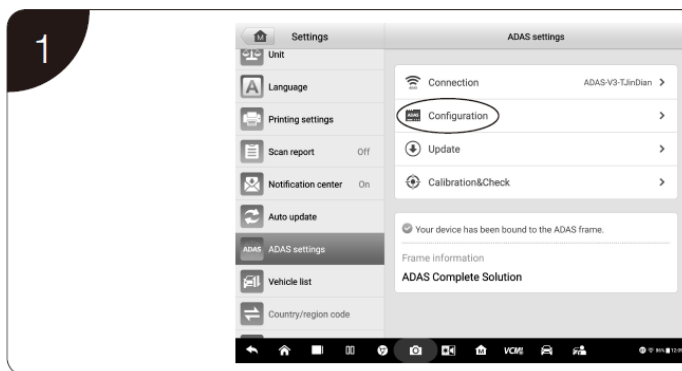 1
Settings
ADAS settings
Unit
Language
Printing settings
Scan report Off
Notification center On
Auto update
ADAS ADAS settings
Vehicle list
Country/region code
Connection ADAS-V3-TJinDian
ADAS Configuration
Update
Calibration&Check
Your device has been bound to the ADAS frame.
Frame information
ADAS Complete Solution
VCMI